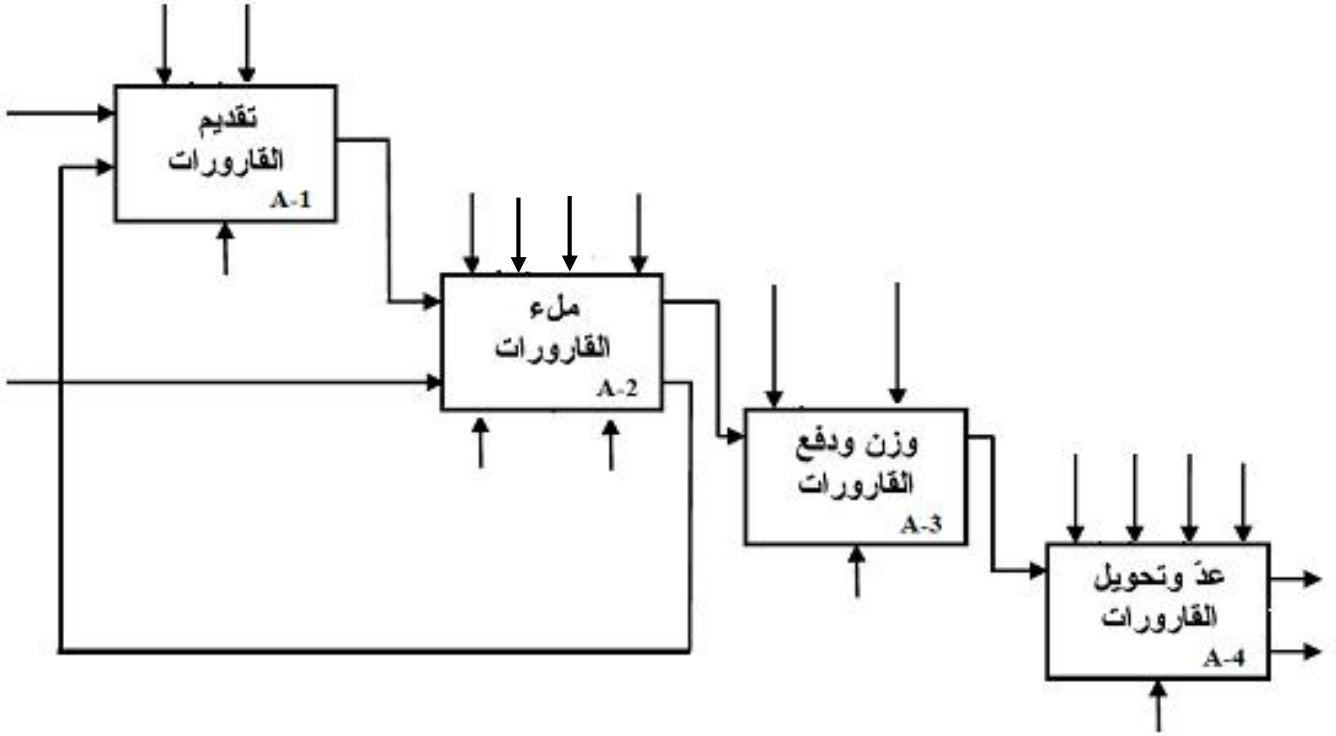 تقديم
القارورات
A-1
ملء
القارورات
A-2
وزن ودفع
القارورات
A-3
عدّ وتحويل
القارورات
A-4